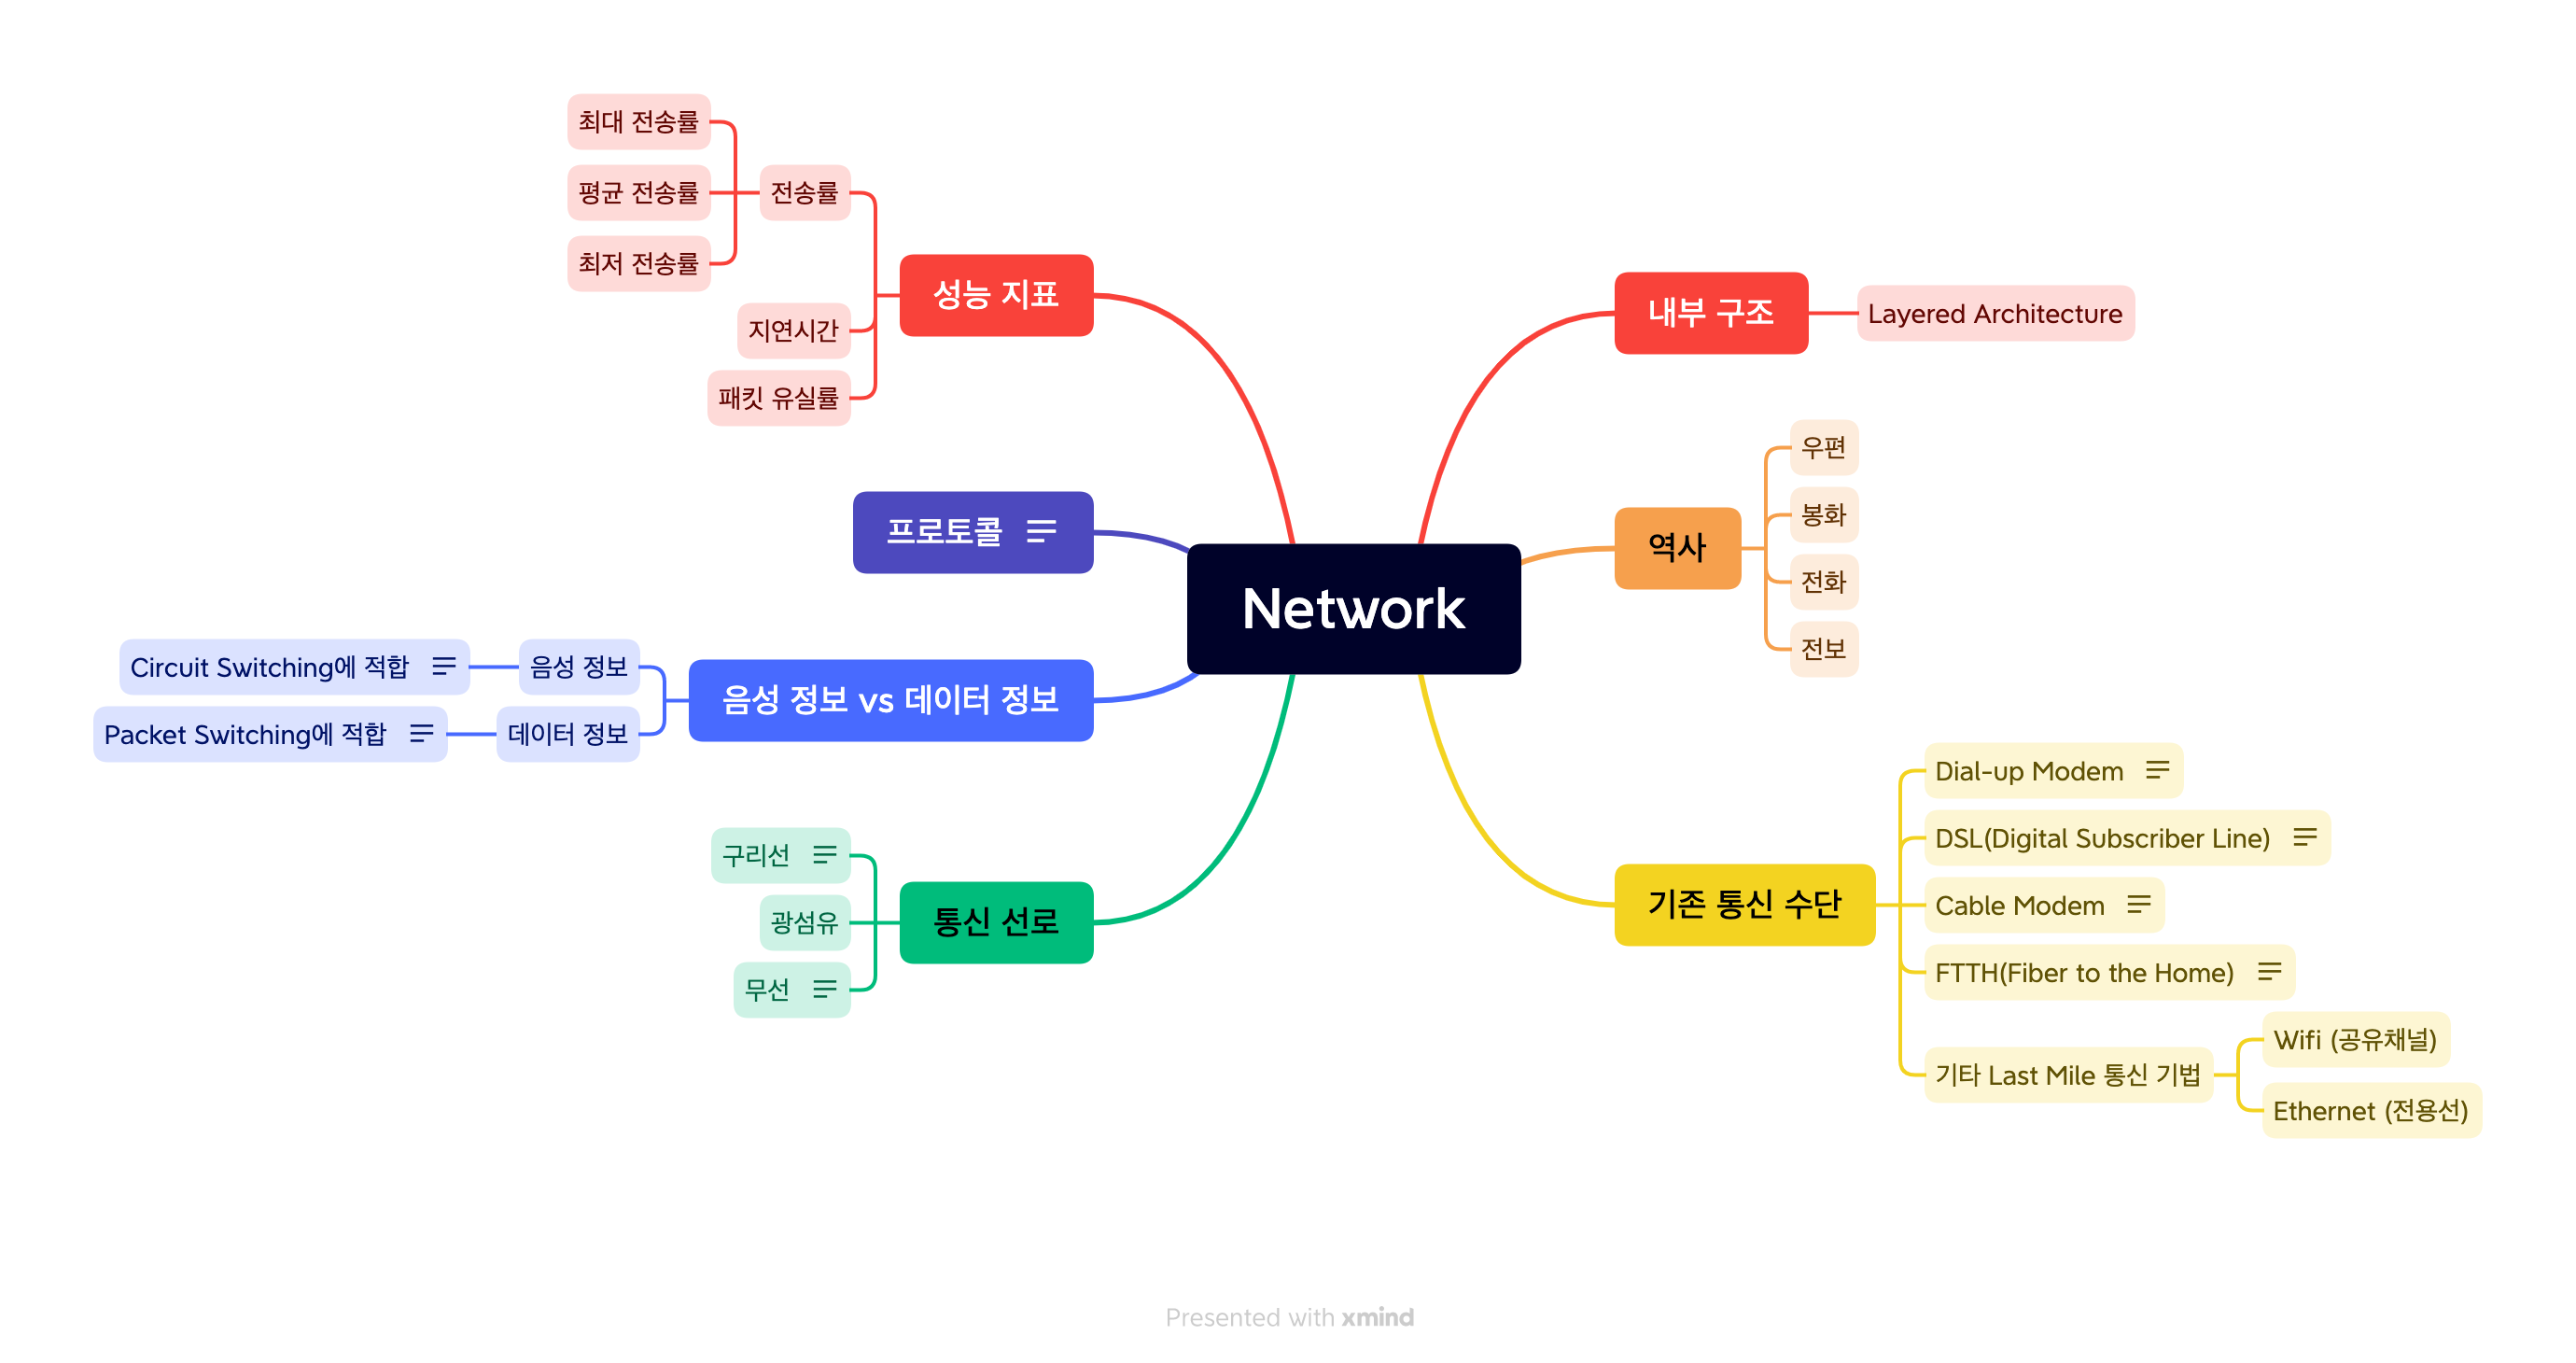 Network
내부 구조
Layered Architecture
역사
우편
봉화
전화
전보
기존 통신 수단
Dial-up Modem
DSL(Digital Subscriber Line)
Cable Modem
FTTH(Fiber to the Home)
기타 Last Mile 통신 기법
Wifi (공유채널)
Ethernet (전용선)
성능 지표
전송률
최대 전송률
평균 전송률
최저 전송률
지연시간
패킷 유실률
프로토콜
음성 정보 vs 데이터 정보
음성 정보
Circuit Switching에 적합
데이터 정보
Packet Switching에 적합
통신 선로
구리선
광섬유
무선
Presented with xmind